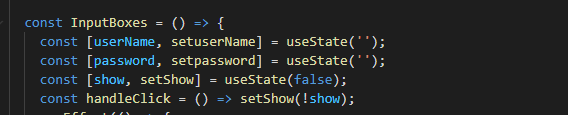 const InputBoxes = () => {
const [userName, setuserName] = useState('');
const [password, setpassword] = useState('');
const [show, setShow] = useState(false);
const handleClick = () => setShow(!show);